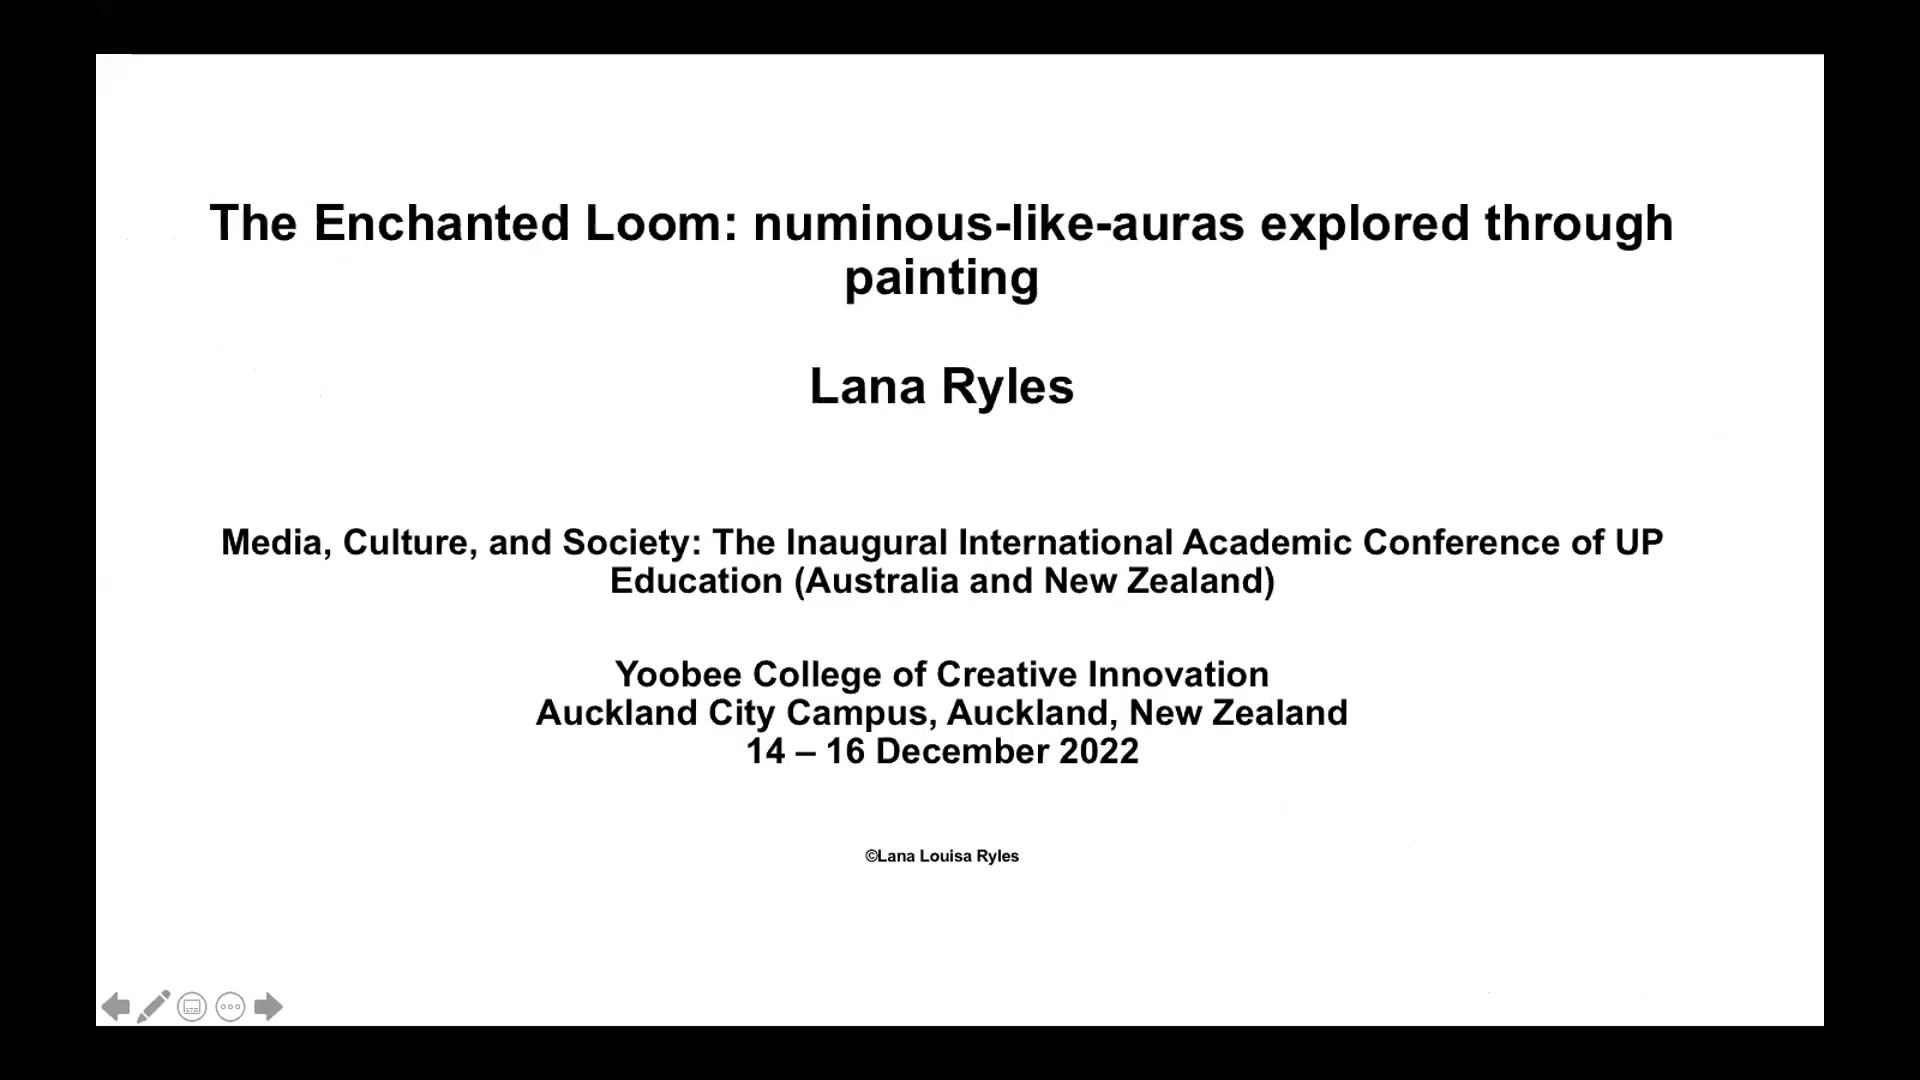 The Enchanted Loom: numinous-like-auras explored through
painting
Lana Ryles
Media, Culture, and Society: The Inaugural International Academic Conference of UP
Education (Australia and New Zealand)
Yoobee College of Creative Innovation
Auckland City Campus, Auckland, New Zealand
14 – 16 December 2022
©Lana Louisa Ryles